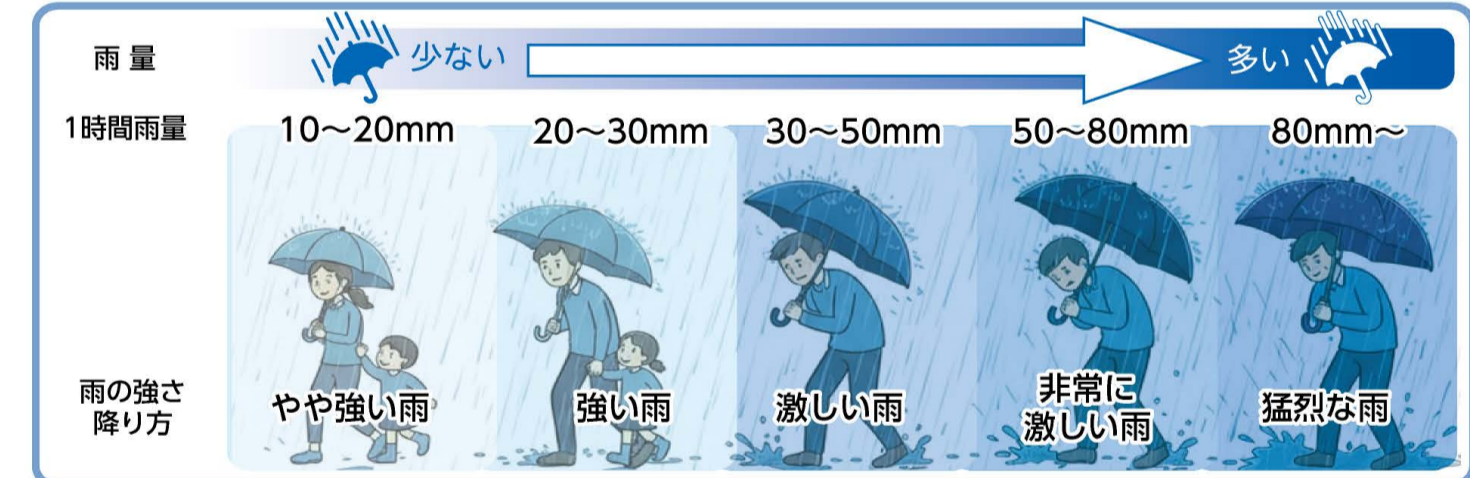 雨量 少ない 多い
1時間雨量 10〜20mm 20〜30mm 30〜50mm 50〜80mm 80mm〜
雨の強さ
降り方
やや強い雨 強い雨 激しい雨 非常に
激しい雨 猛烈な雨